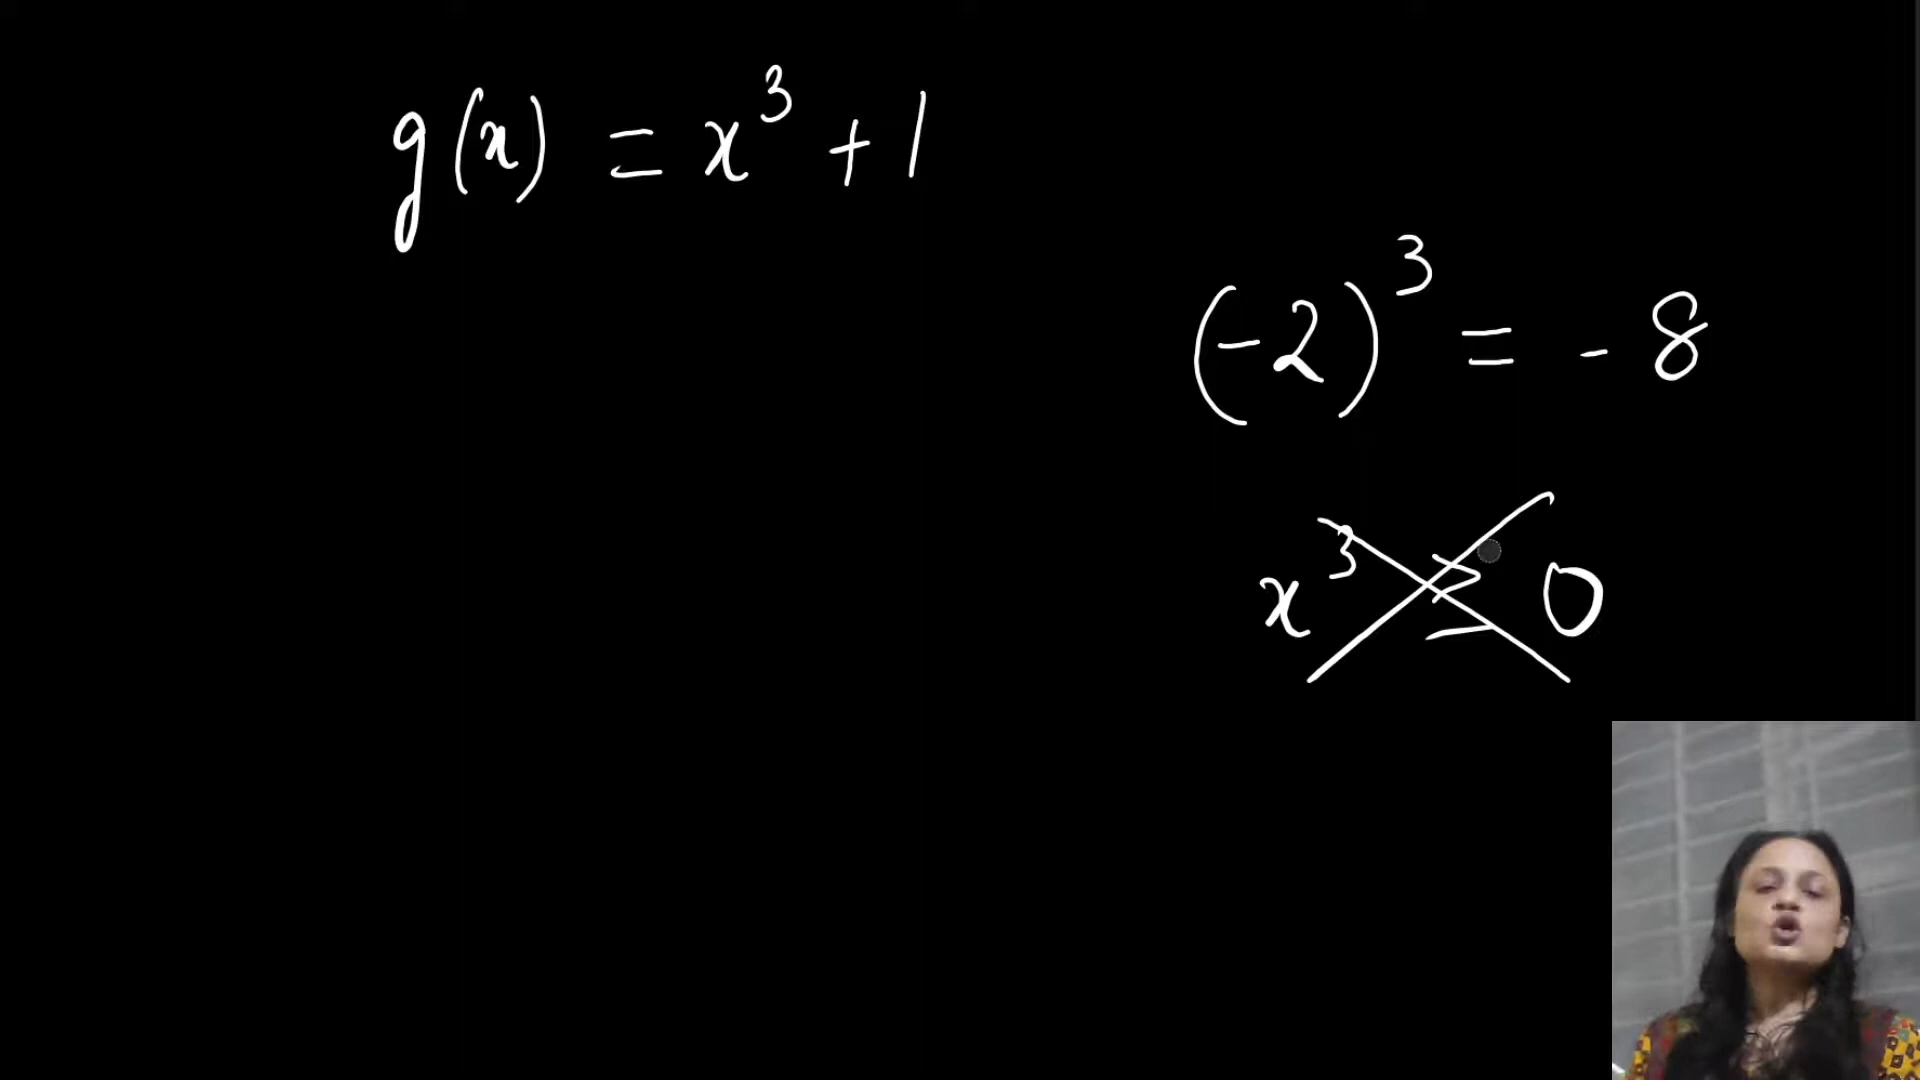 g(x) = x³ + 1
(-2)³ = - 8
x³ ≥ 0